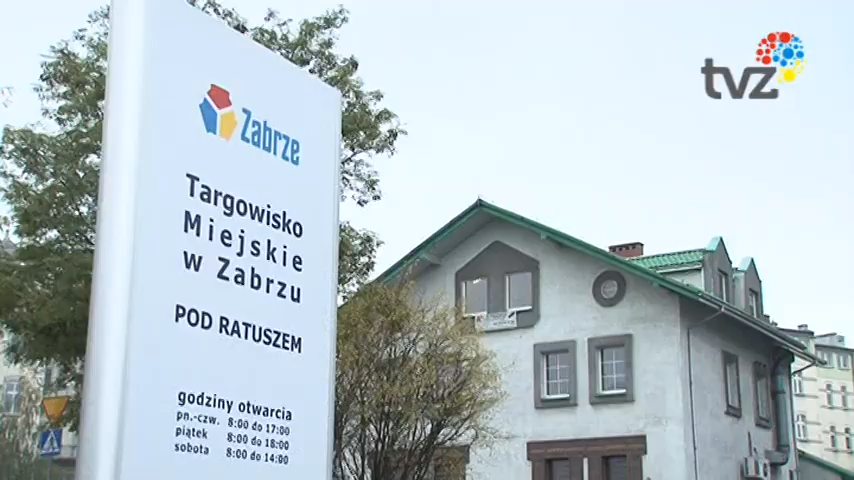 tvz
Zabrze
Targowisko
Miejskie
w Zabrzu
POD RATUSZEM
godziny otwarcia
pn.-czw. 8:00 do 17:00
piątek 8:00 do 18:00
sobota 8:00 do 14:00